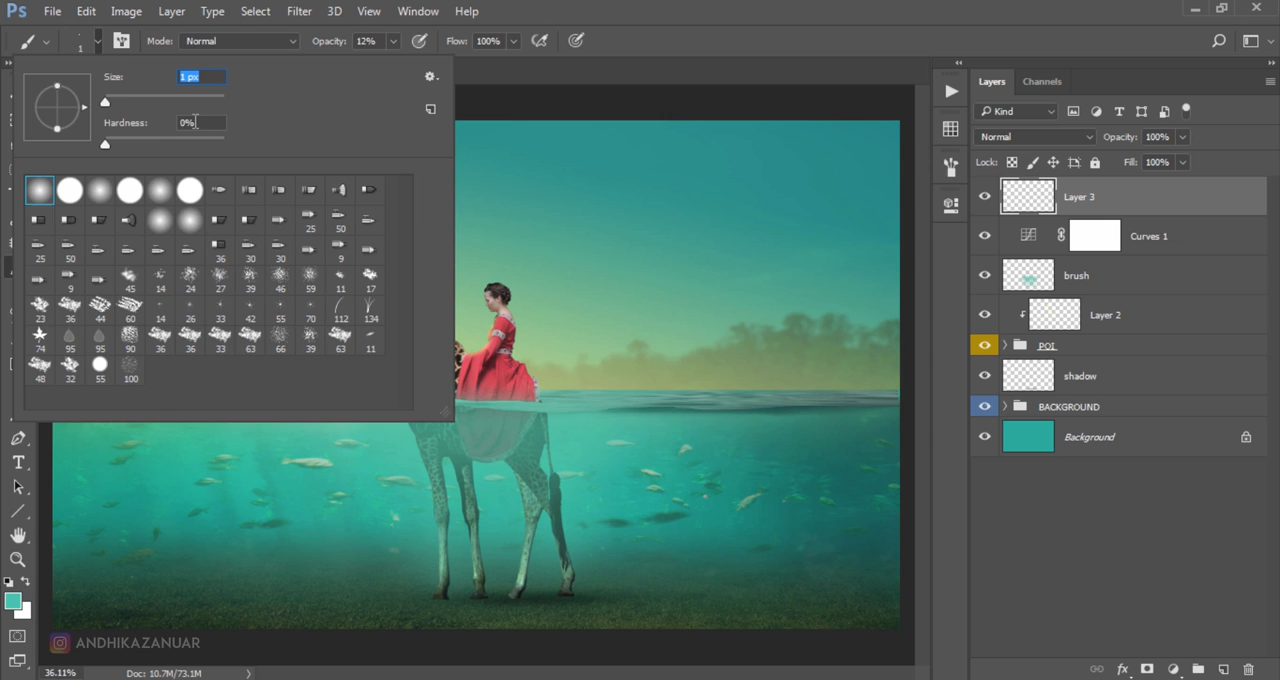 Ps File Edit Image Layer Type Select Filter 3D View Window Help
1 Mode: Normal Opacity: 12% Flow: 100%
Size: 1 px
Hardness: 0%
25 50
25 50 36 30 30 9
9 45 14 24 27 39 46 59 11 17
23 36 44 60 14 26 33 42 55 70 112 134
74 95 95 90 36 36 33 63 66 39 63 11
48 32 55 100
Layers Channels
Kind
Normal Opacity: 100%
Lock: Fill: 100%
Layer 3
Curves 1
brush
Layer 2
POI
shadow
BACKGROUND
Background
fx
T
ANDHIKAZANUAR
36.11% Doc: 10.7M/73.1M